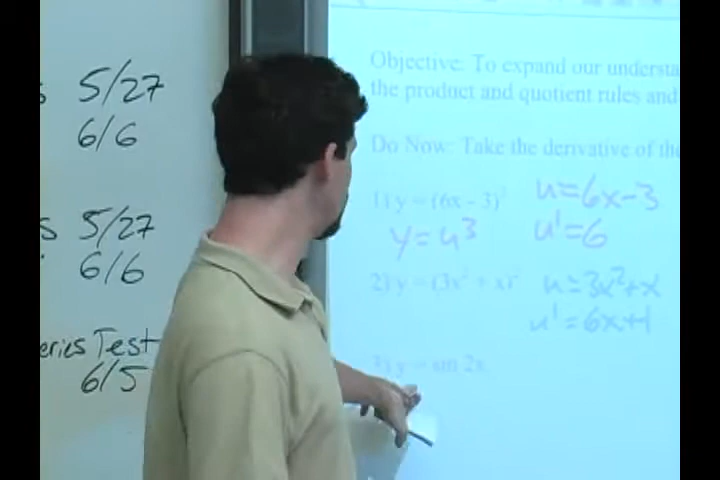 5/27
6/6
5/27
6/6
eries Test
6/5
Objective: To expand our understa
the product and quotient rules and
Do Now: Take the derivative of the
1) y = (6x - 3)³ u=6x-3
y=u³ u'=6
2) y = (3x² + x) u=3x²+x
u'=6x+1
3) y = sin 2x